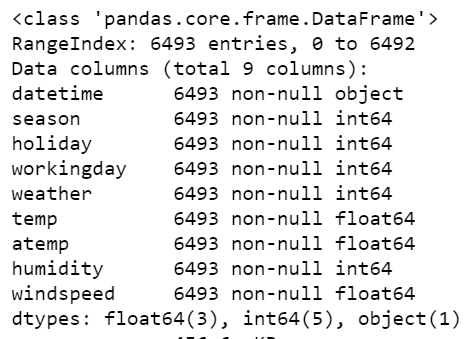 <class 'pandas.core.frame.DataFrame'>
RangeIndex: 6493 entries, 0 to 6492
Data columns (total 9 columns):
datetime      6493 non-null object
season        6493 non-null int64
holiday       6493 non-null int64
workingday    6493 non-null int64
weather       6493 non-null int64
temp          6493 non-null float64
atemp         6493 non-null float64
humidity      6493 non-null int64
windspeed     6493 non-null float64
dtypes: float64(3), int64(5), object(1)